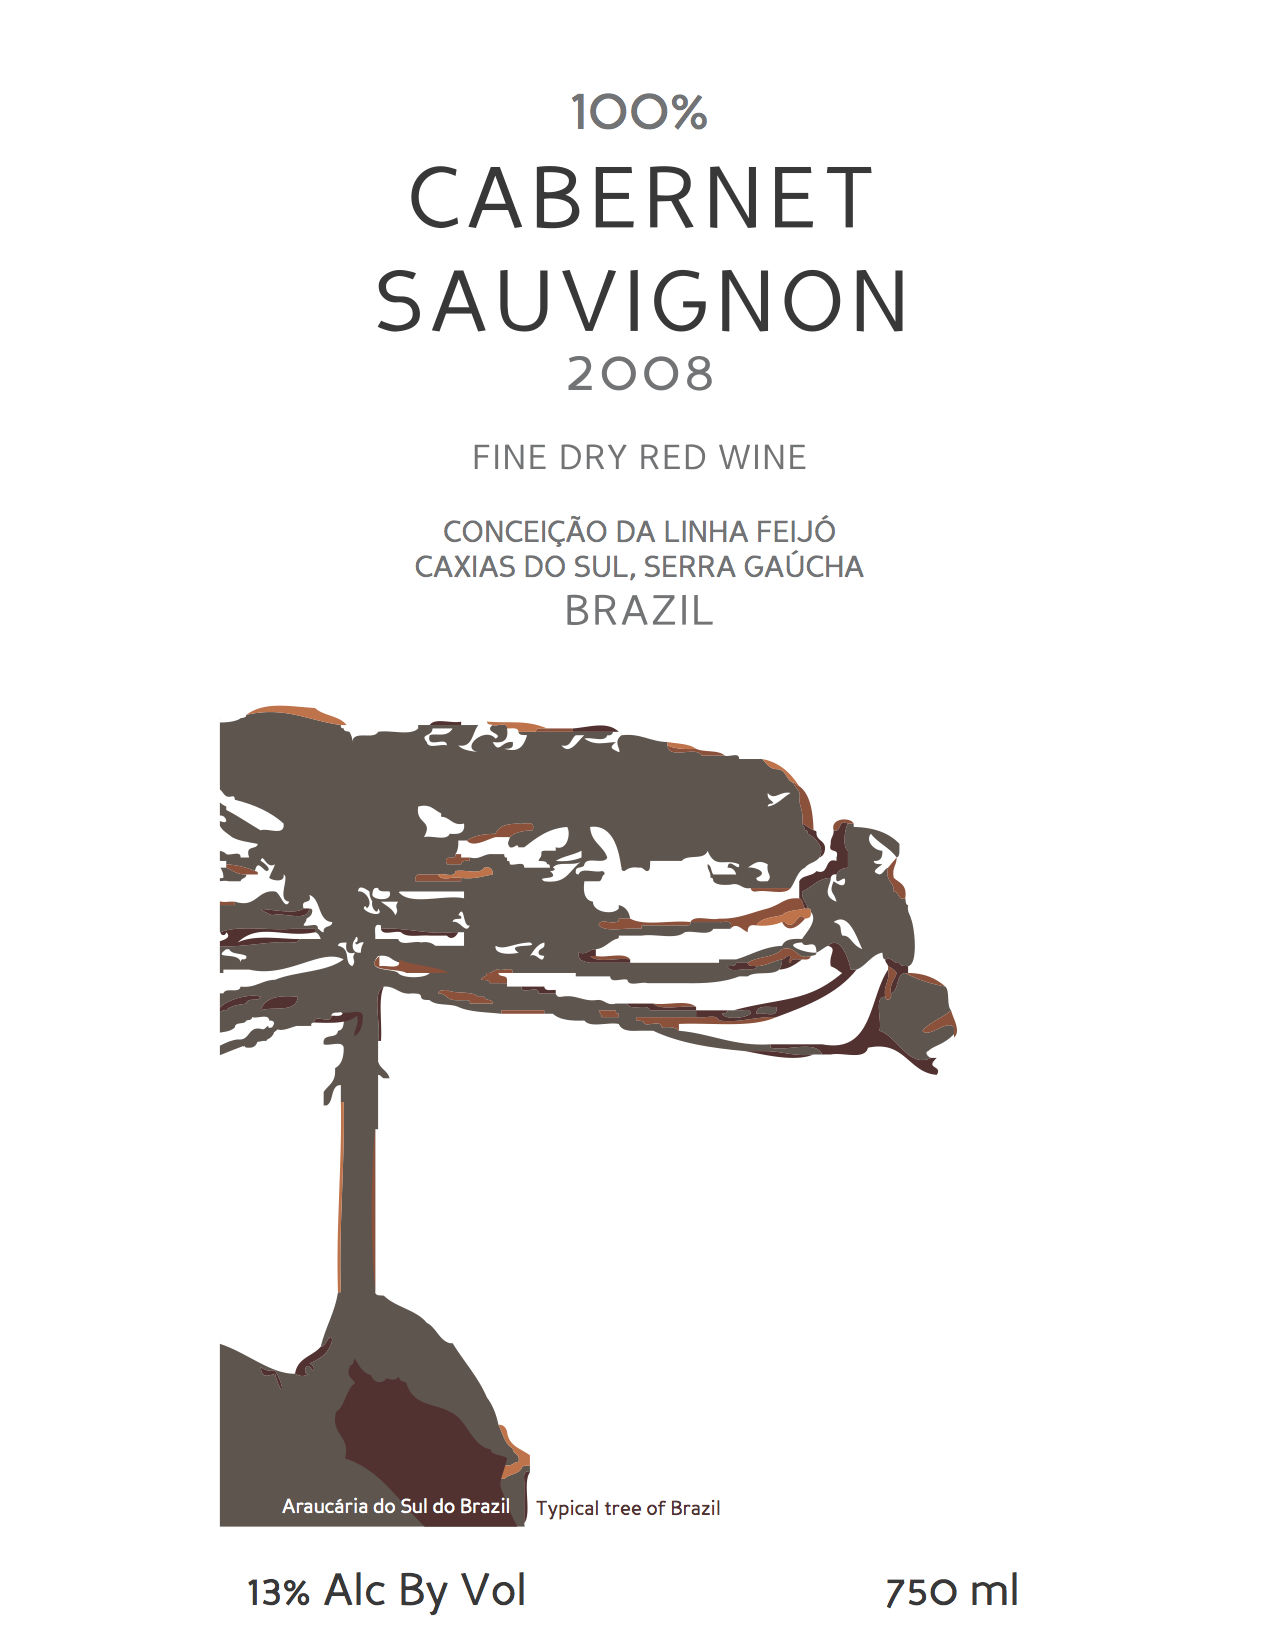 100%
CABERNET
SAUVIGNON
2008
FINE DRY RED WINE
CONCEIÇÃO DA LINHA FEIJÓ
CAXIAS DO SUL, SERRA GAÚCHA
BRAZIL
Araucária do Sul do Brazil
Typical tree of Brazil
13% Alc By Vol
750 ml